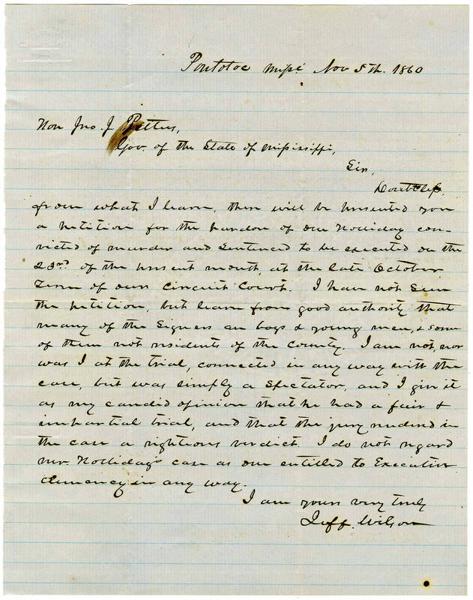 Pontotoc Missi. Nov 5th. 1860
Hon Jno. J. Pettus,
Gov. of the State of Mississippi,
Sir,
Doubtless
from what I learn, there will be presented you
a petition for the pardon of one Holliday con-
victed of murder and sentenced to be executed on the
23rd of the present month, at the late October
Term of our Circuit Court. I have not seen
the petition, but learn from good authority that
many of the signers are boys & young men, & some
of them not residents of the County. I am not, nor
was I at the trial, connected in any way with the
case, but was simply a spectator, and I give it
as my candid opinion that he had a fair &
impartial trial, and that the jury rendered in
the case a righteous verdict. I do not regard
Mr. Holliday's case as one entitled to Executive
clemency in any way.
I am yours very truly
Jeff. Wilson